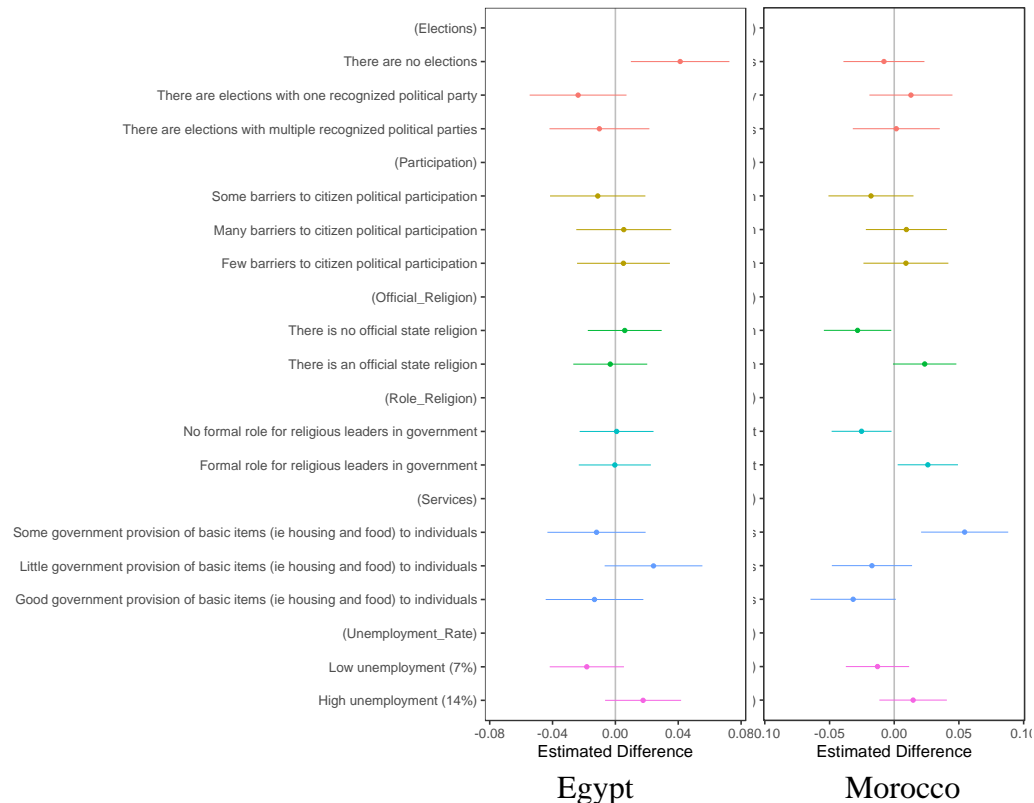 (Elections)
There are no elections
There are elections with one recognized political party
There are elections with multiple recognized political parties
(Participation)
Some barriers to citizen political participation
Many barriers to citizen political participation
Few barriers to citizen political participation
(Official_Religion)
There is no official state religion
There is an official state religion
(Role_Religion)
No formal role for religious leaders in government
Formal role for religious leaders in government
(Services)
Some government provision of basic items (ie housing and food) to individuals
Little government provision of basic items (ie housing and food) to individuals
Good government provision of basic items (ie housing and food) to individuals
(Unemployment_Rate)
Low unemployment (7%)
High unemployment (14%)
-0.08 -0.04 0.00 0.04 0.08
Estimated Difference
Egypt
)
s
y
s
)
n
n
n
)
n
n
)
t
t
)
s
s
s
)
)
)
0.10 -0.05 0.00 0.05 0.10
Estimated Difference
Morocco